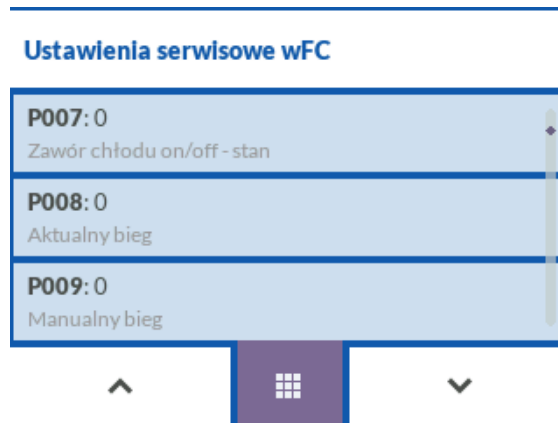 Ustawienia serwisowe wFC
P007: 0
Zawór chłodu on/off - stan
P008: 0
Aktualny bieg
P009: 0
Manualny bieg